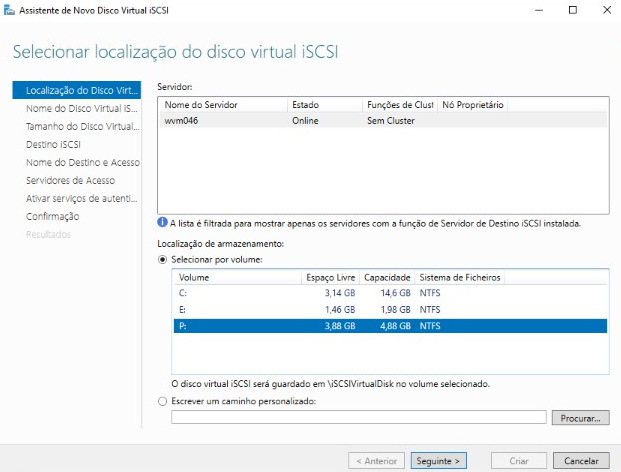 Assistente de Novo Disco Virtual iSCSI
Selecionar localização do disco virtual iSCSI
Localização do Disco Virt...
Nome do Disco Virtual iS...
Tamanho do Disco Virtual...
Destino iSCSI
Nome do Destino e Acesso
Servidores de Acesso
Ativar serviços de autenti...
Confirmação
Resultados
Servidor:
Nome do Servidor Estado Funções de Clust Nó Proprietário
wvm046 Online Sem Cluster
A lista é filtrada para mostrar apenas os servidores com a função de Servidor de Destino iSCSI instalada.
Localização de armazenamento:
Selecionar por volume:
Volume Espaço Livre Capacidade Sistema de Ficheiros
C: 3,14 GB 14,6 GB NTFS
E: 1,46 GB 1,98 GB NTFS
P: 3,88 GB 4,88 GB NTFS
O disco virtual iSCSI será guardado em \iSCSIVirtualDisk no volume selecionado.
Escrever um caminho personalizado:
Procurar...
< Anterior Seguinte > Criar Cancelar